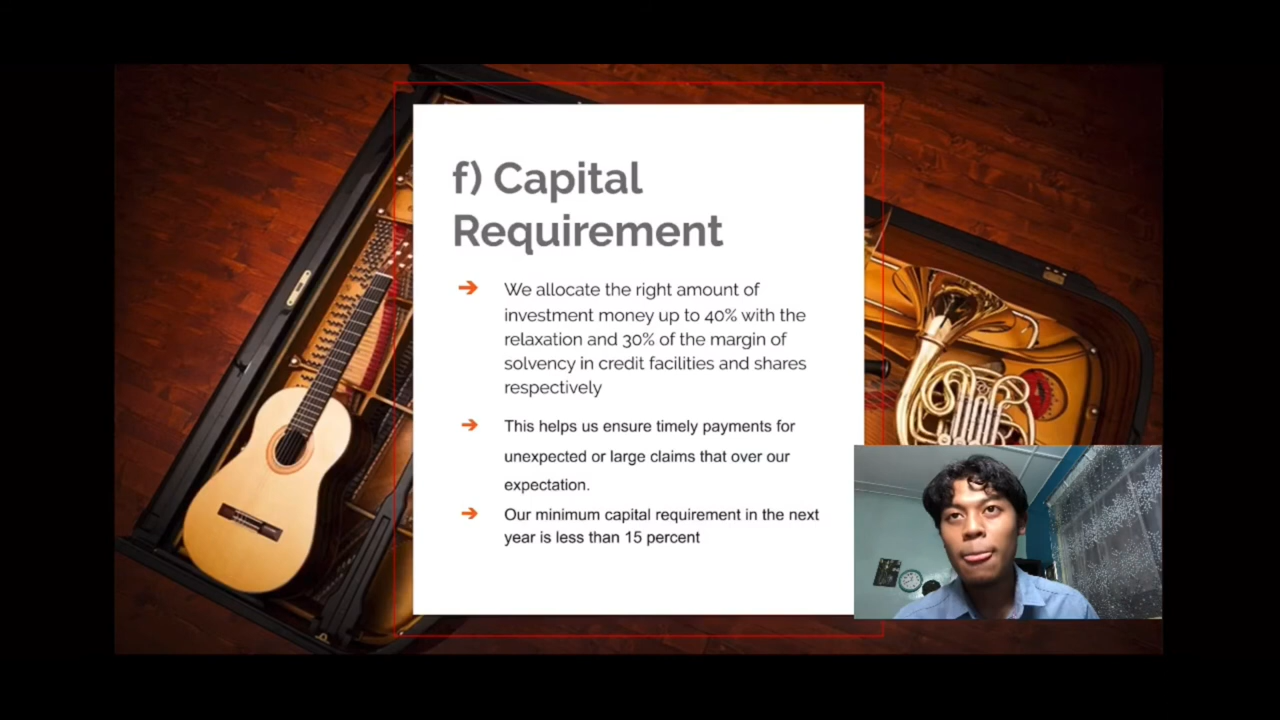 f) Capital
Requirement
➔ We allocate the right amount of
investment money up to 40% with the
relaxation and 30% of the margin of
solvency in credit facilities and shares
respectively
➔ This helps us ensure timely payments for
unexpected or large claims that over our
expectation.
➔ Our minimum capital requirement in the next
year is less than 15 percent